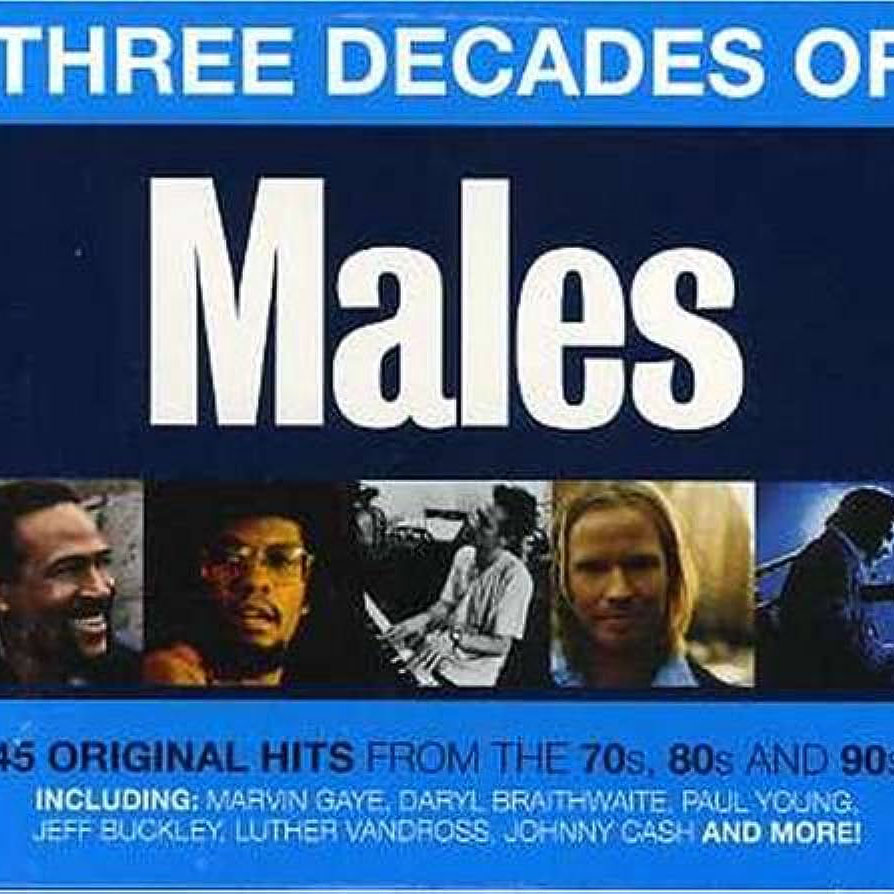 THREE DECADES OF
Males
45 ORIGINAL HITS FROM THE 70s, 80s AND 90s
INCLUDING: MARVIN GAYE, DARYL BRAITHWAITE, PAUL YOUNG,
JEFF BUCKLEY, LUTHER VANDROSS, JOHNNY CASH AND MORE!